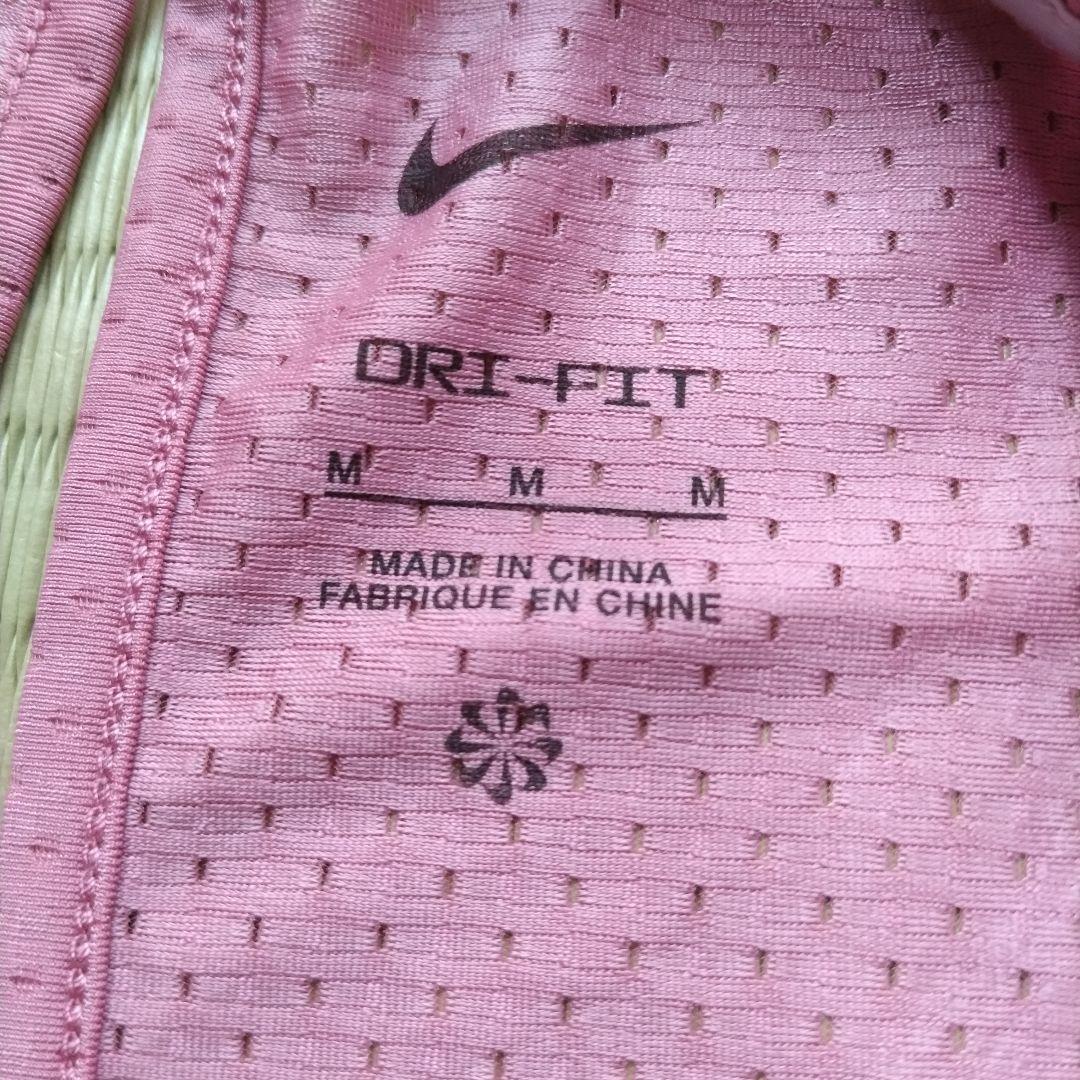 DRI-FIT
M M M
MADE IN CHINA
FABRIQUE EN CHINE